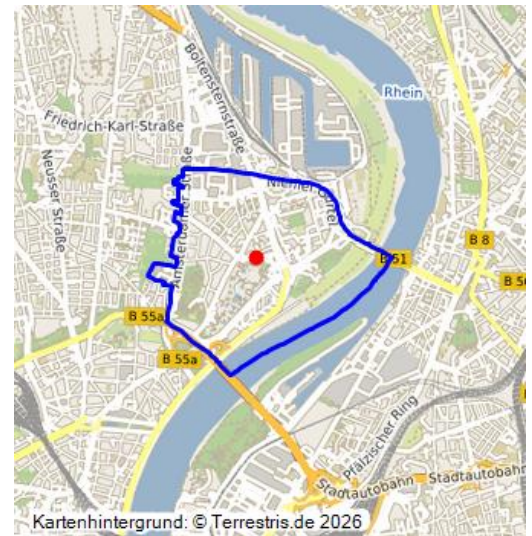 Boltensternstraße
Rhein
Friedrich-Karl-Straße
Neusser Straße
Amsterdamer Straße
Niehler Gürtel
B 8
B 51
B 55a
B 55a
Pfälzischer Ring
Stadtautobahn
Stadtautobahn
Kartenhintergrund: © Terrestris.de 2026